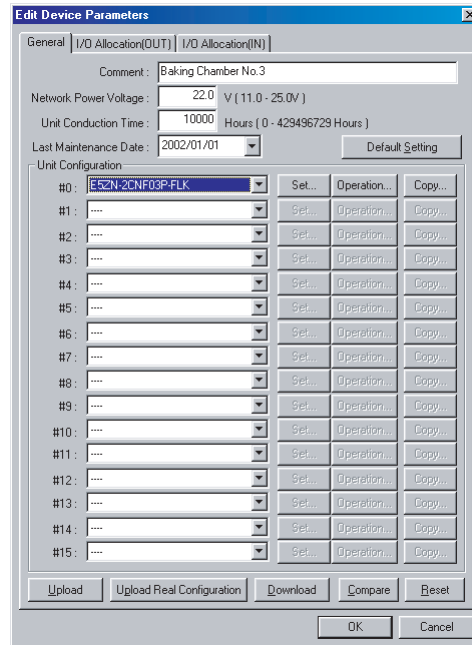 Edit Device Parameters
General I/O Allocation(OUT) I/O Allocation(IN)
Comment : Baking Chamber No.3
Network Power Voltage : 22.0 V ( 11.0 - 25.0V )
Unit Conduction Time : 10000 Hours ( 0 - 429496729 Hours )
Last Maintenance Date : 2002/01/01 Default Setting
Unit Configuration
#0 : E5ZN-2CNF03P-FLK Set... Operation... Copy...
#1 : ---- Set... Operation... Copy...
#2 : ---- Set... Operation... Copy...
#3 : ---- Set... Operation... Copy...
#4 : ---- Set... Operation... Copy...
#5 : ---- Set... Operation... Copy...
#6 : ---- Set... Operation... Copy...
#7 : ---- Set... Operation... Copy...
#8 : ---- Set... Operation... Copy...
#9 : ---- Set... Operation... Copy...
#10 : ---- Set... Operation... Copy...
#11 : ---- Set... Operation... Copy...
#12 : ---- Set... Operation... Copy...
#13 : ---- Set... Operation... Copy...
#14 : ---- Set... Operation... Copy...
#15 : ---- Set... Operation... Copy...
Upload Upload Real Configuration Download Compare Reset
OK Cancel